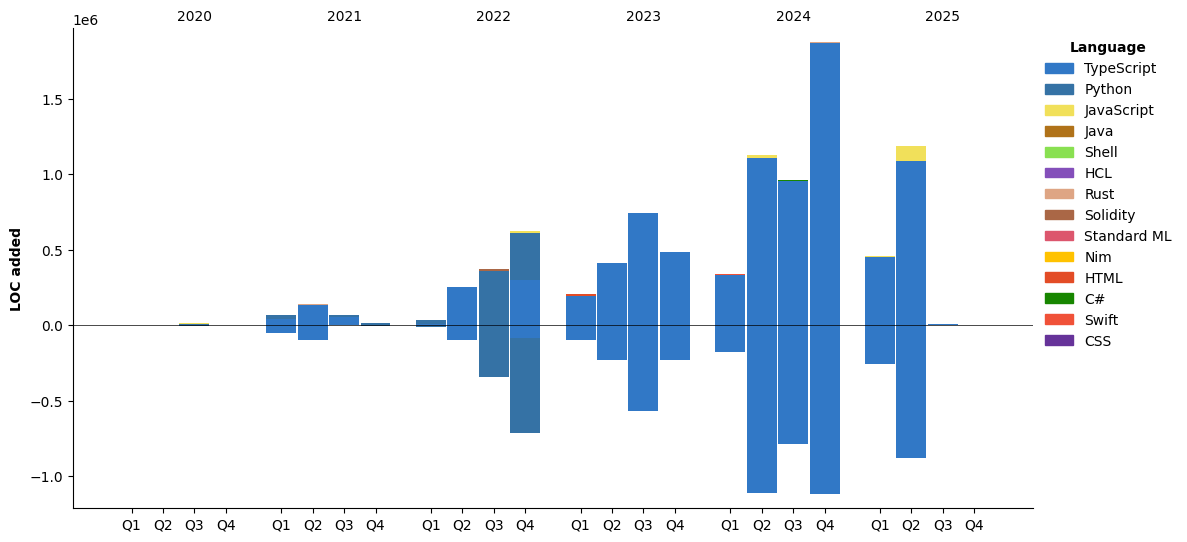 1e6
2020 2021 2022 2023 2024 2025
Language
TypeScript
Python
JavaScript
Java
Shell
HCL
Rust
Solidity
Standard ML
Nim
HTML
C#
Swift
CSS
LOC added
1.5
1.0
0.5
0.0
−0.5
−1.0
Q1 Q2 Q3 Q4 Q1 Q2 Q3 Q4 Q1 Q2 Q3 Q4 Q1 Q2 Q3 Q4 Q1 Q2 Q3 Q4 Q1 Q2 Q3 Q4